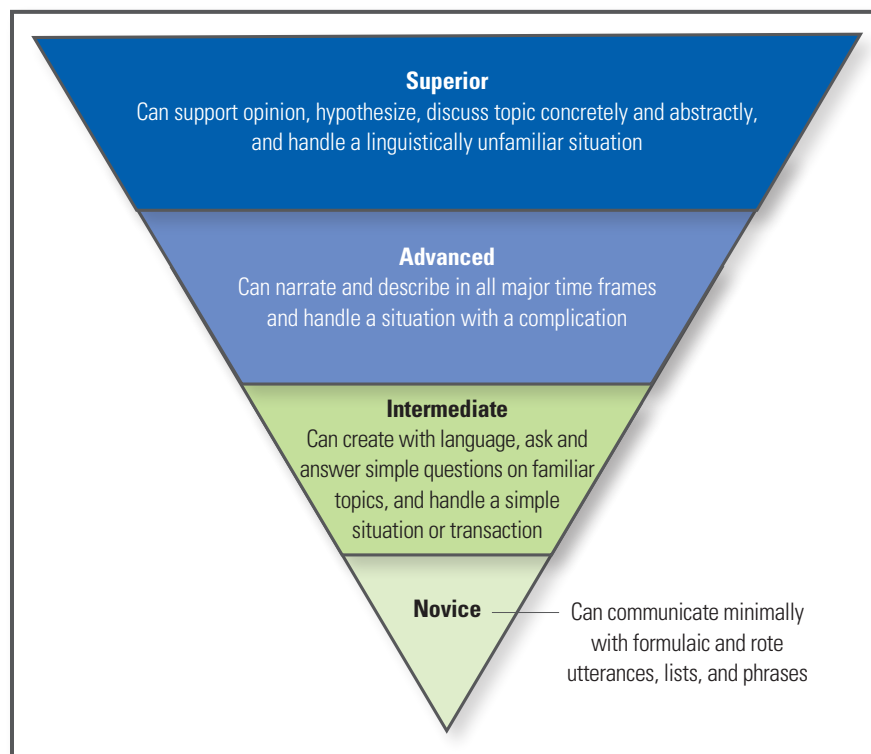 Superior
Can support opinion, hypothesize, discuss topic concretely and abstractly,
and handle a linguistically unfamiliar situation
Advanced
Can narrate and describe in all major time frames
and handle a situation with a complication
Intermediate
Can create with language, ask and
answer simple questions on familiar
topics, and handle a simple
situation or transaction
Novice
Can communicate minimally
with formulaic and rote
utterances, lists, and phrases